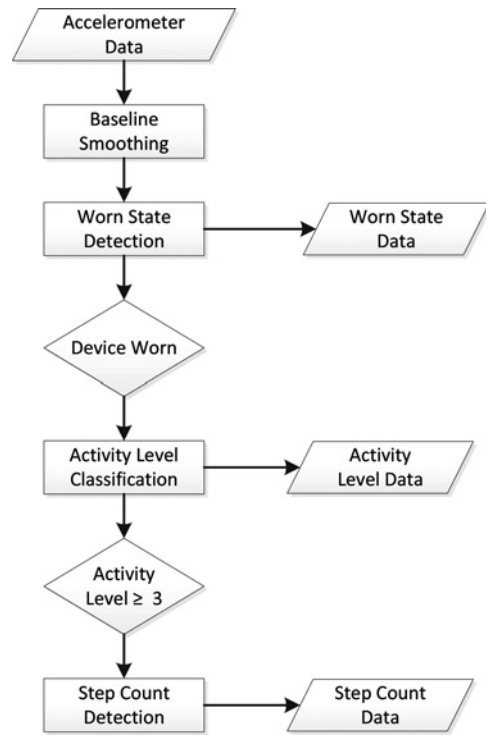 Accelerometer
Data
Baseline
Smoothing
Worn State
Detection
Worn State
Data
Device Worn
Activity Level
Classification
Activity
Level Data
Activity
Level ≥ 3
Step Count
Detection
Step Count
Data